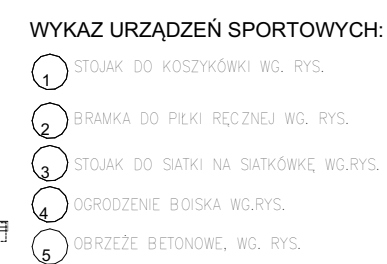 WYKAZ URZĄDZEŃ SPORTOWYCH:
1 STOJAK DO KOSZYKÓWKI WG. RYS.
2 BRAMKA DO PIŁKI RĘCZNEJ WG. RYS.
3 STOJAK DO SIATKI NA SIATKÓWKĘ WG.RYS.
4 OGRODZENIE BOISKA WG.RYS.
5 OBRZEŻE BETONOWE, WG. RYS.